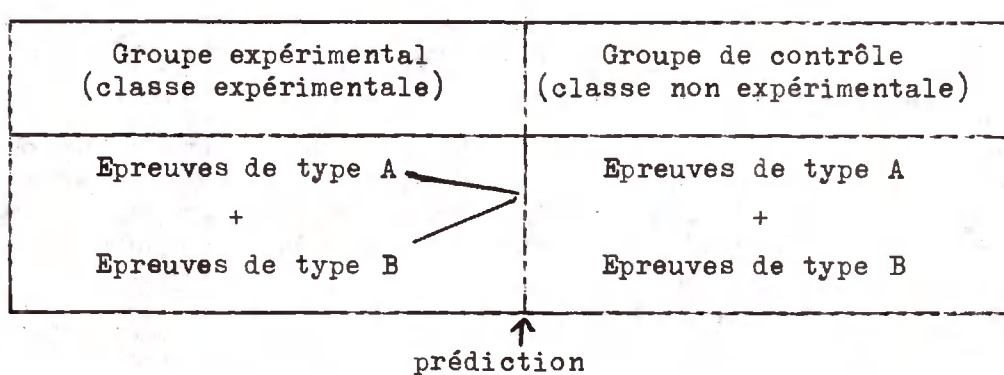 Groupe expérimental
(classe expérimentale)
Groupe de contrôle
(classe non expérimentale)
Epreuves de type A
+
Epreuves de type B
Epreuves de type A
+
Epreuves de type B
prédiction